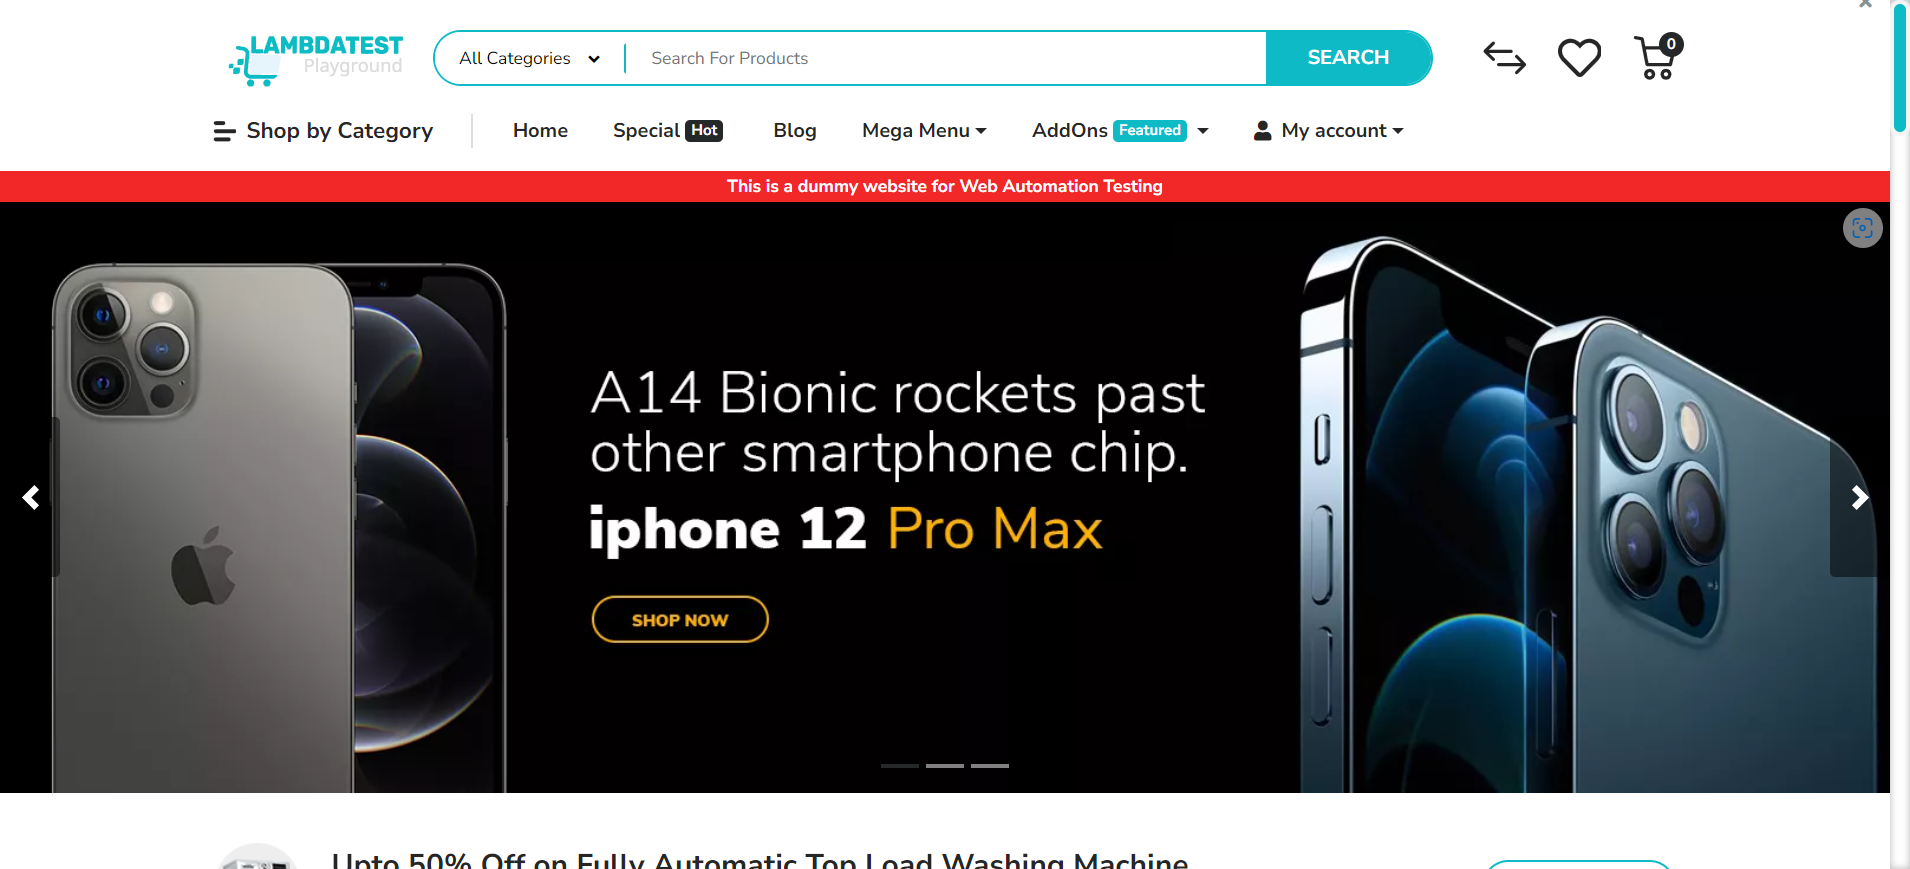 LAMBDATEST
Playground
All Categories
Search For Products
SEARCH
0
Shop by Category
Home
Special Hot
Blog
Mega Menu
AddOns Featured
My account
This is a dummy website for Web Automation Testing
A14 Bionic rockets past
other smartphone chip.
iphone 12 Pro Max
SHOP NOW
Upto 50% Off on Fully Automatic Top Load Washing Machine